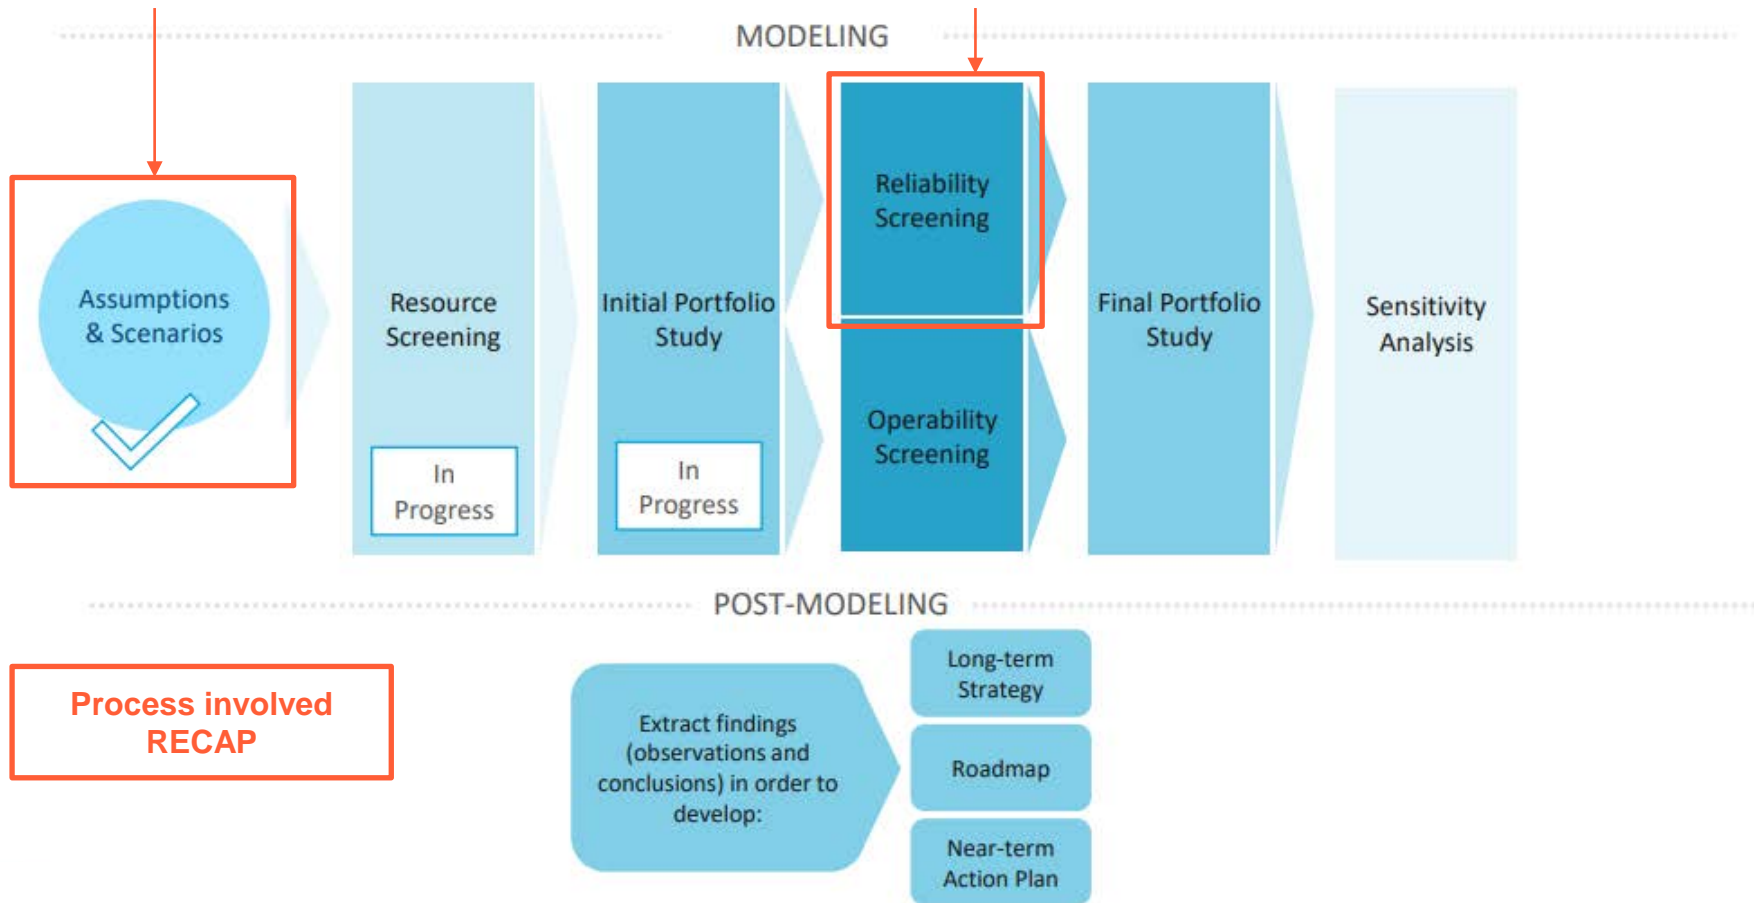 MODELING
Assumptions
& Scenarios
Resource
Screening
In
Progress
Initial Portfolio
Study
In
Progress
Reliability
Screening
Operability
Screening
Final Portfolio
Study
Sensitivity
Analysis
POST-MODELING
Process involved
RECAP
Extract findings
(observations and
conclusions) in order to
develop:
Long-term
Strategy
Roadmap
Near-term
Action Plan